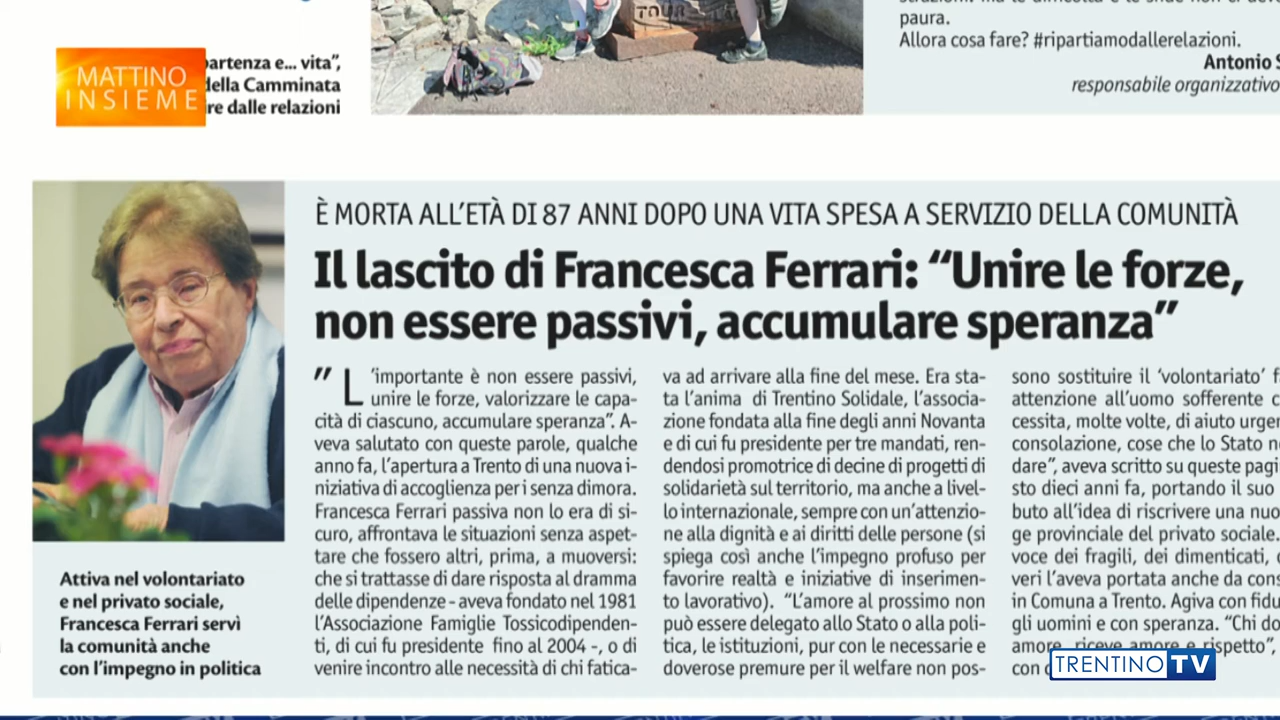 TOUR
paura.
Allora cosa fare? #ripartiamodallerelazioni.
Antonio S
responsabile organizzativo
MATTINO
INSIEME
partenza e... vita”,
della Camminata
re dalle relazioni
È MORTA ALL’ETÀ DI 87 ANNI DOPO UNA VITA SPESA A SERVIZIO DELLA COMUNITÀ
Il lascito di Francesca Ferrari: “Unire le forze,
non essere passivi, accumulare speranza”
” L’importante è non essere passivi,
unire le forze, valorizzare le capa-
cità di ciascuno, accumulare speranza”. A-
veva salutato con queste parole, qualche
anno fa, l’apertura a Trento di una nuova i-
niziativa di accoglienza per i senza dimora.
Francesca Ferrari passiva non lo era di si-
curo, affrontava le situazioni senza aspet-
tare che fossero altri, prima, a muoversi:
che si trattasse di dare risposta al dramma
delle dipendenze - aveva fondato nel 1981
l’Associazione Famiglie Tossicodipenden-
ti, di cui fu presidente fino al 2004 -, o di
venire incontro alle necessità di chi fatica-
va ad arrivare alla fine del mese. Era sta-
ta l’anima di Trentino Solidale, l’associa-
zione fondata alla fine degli anni Novanta
e di cui fu presidente per tre mandati, ren-
dendosi promotrice di decine di progetti di
solidarietà sul territorio, ma anche a livel-
lo internazionale, sempre con un’attenzio-
ne alla dignità e ai diritti delle persone (si
spiega così anche l’impegno profuso per
favorire realtà e iniziative di inserimen-
to lavorativo). “L’amore al prossimo non
può essere delegato allo Stato o alla poli-
tica, le istituzioni, pur con le necessarie e
doverose premure per il welfare non pos-
sono sostituire il ‘volontariato’ f
attenzione all’uomo sofferente c
cessita, molte volte, di aiuto urgen
consolazione, cose che lo Stato n
dare”, aveva scritto su queste pagi
sto dieci anni fa, portando il suo
buto all’idea di riscrivere una nuo
ge provinciale del privato sociale.
voce dei fragili, dei dimenticati,
veri l’aveva portata anche da cons
in Comuna a Trento. Agiva con fidu
gli uomini e con speranza. “Chi do
amore, riceve amore e rispetto”,
con
Attiva nel volontariato
e nel privato sociale,
Francesca Ferrari servì
la comunità anche
con l’impegno in politica
TRENTINO TV